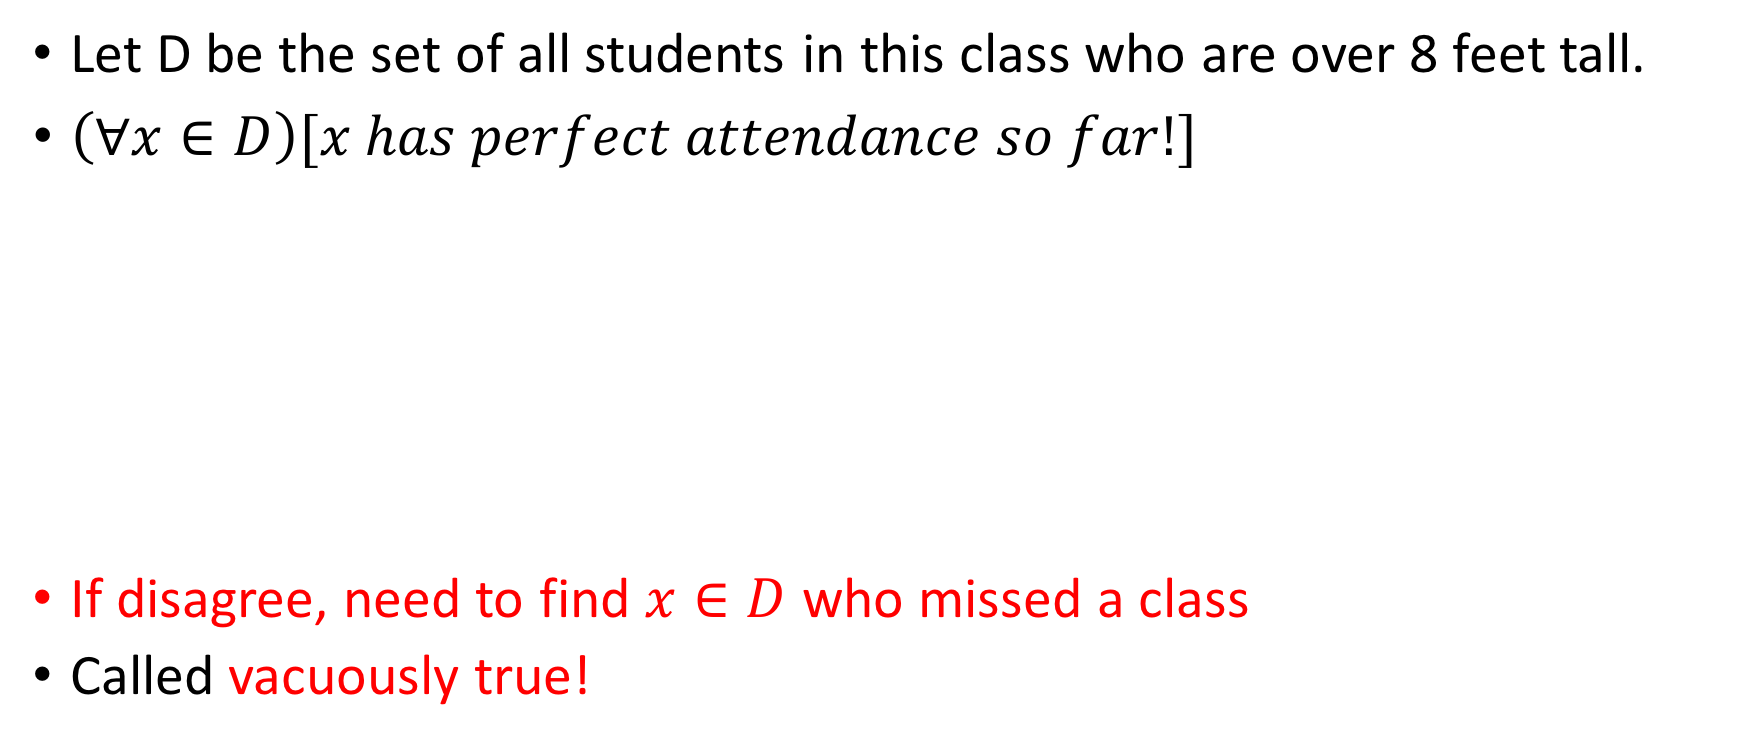 • Let D be the set of all students in this class who are over 8 feet tall.
• (∀x ∈ D)[x has perfect attendance so far!]
• If disagree, need to find x ∈ D who missed a class
• Called vacuously true!